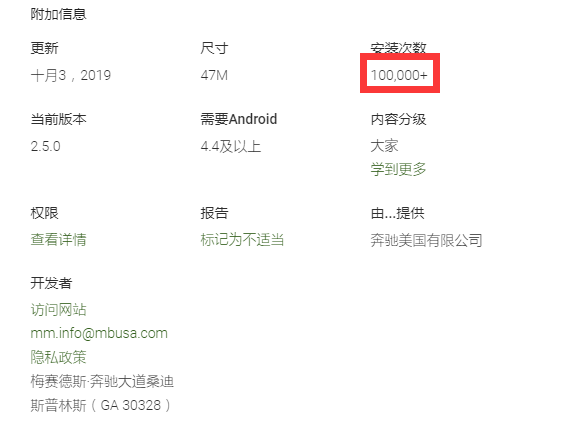 附加信息
更新
十月3，2019
尺寸
47M
安装次数
100,000+
当前版本
2.5.0
需要Android
4.4及以上
内容分级
大家
学到更多
权限
查看详情
报告
标记为不适当
由...提供
奔驰美国有限公司
开发者
访问网站
mm.info@mbusa.com
隐私政策
梅赛德斯·奔驰大道桑迪
斯普林斯（GA 30328）